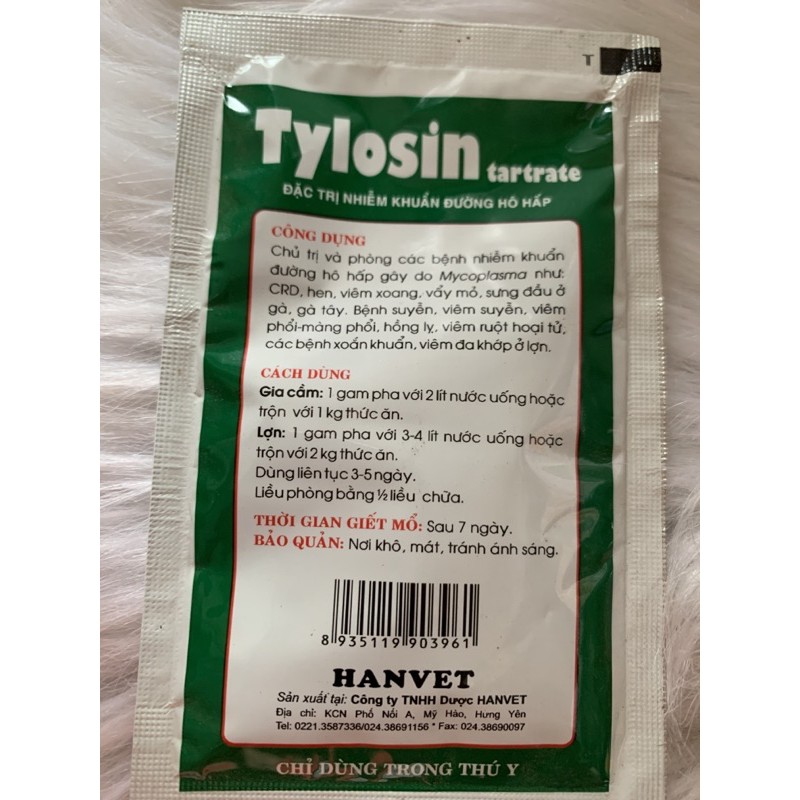 T
Tylosin tartrate
ĐẶC TRỊ NHIỄM KHUẨN ĐƯỜNG HÔ HẤP
CÔNG DỤNG
Chủ trị và phòng các bệnh nhiễm khuẩn
đường hô hấp gây do Mycoplasma như:
CRD, hen, viêm xoang, vẩy mỏ, sưng đầu ở
gà, gà tây. Bệnh suyễn, viêm suyễn, viêm
phổi-màng phổi, hồng lỵ, viêm ruột hoại tử,
các bệnh xoắn khuẩn, viêm đa khớp ở lợn.
CÁCH DÙNG
Gia cầm: 1 gam pha với 2 lít nước uống hoặc
trộn với 1 kg thức ăn.
Lợn: 1 gam pha với 3-4 lít nước uống hoặc
trộn với 2 kg thức ăn.
Dùng liên tục 3-5 ngày.
Liều phòng bằng ½ liều chữa.
THỜI GIAN GIẾT MỔ: Sau 7 ngày.
BẢO QUẢN: Nơi khô, mát, tránh ánh sáng.
8 935119 903961
HANVET
Sản xuất tại: Công ty TNHH Dược HANVET
Địa chỉ: KCN Phố Nối A, Mỹ Hào, Hưng Yên
Tel: 0221.3587336/024.38691156 * Fax: 024.38690097
CHỈ DÙNG TRONG THÚ Y